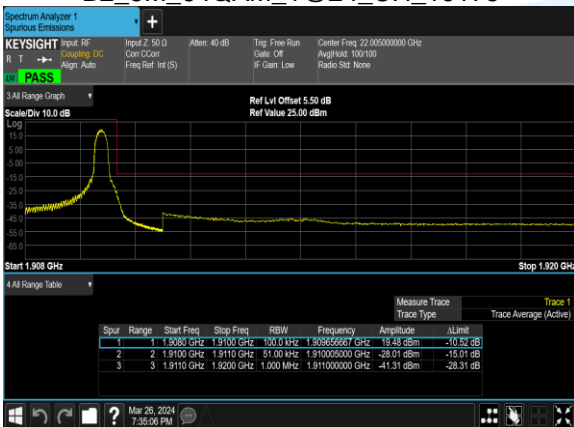 Spectrum Analyzer 1
Spurious Emissions
+
KEYSIGHT Input: RF Input Z: 50 Ω Atten: 40 dB Trig: Free Run Center Freq: 22.005000000 GHz
R T Coupling: DC Corr CCorr Gate: Off Avg|Hold: 100/100
Align: Auto Freq Ref: Int (S) IF Gain: Low Radio Std: None
LW PASS
3 All Range Graph
Ref Lvl Offset 5.50 dB
Scale/Div 10.0 dB Ref Value 25.00 dBm
Log
15.0
5.00
-5.00
-15.0
-25.0
-35.0
-45.0
-55.0
-65.0
Start 1.908 GHz Stop 1.920 GHz
4 All Range Table
Measure Trace Trace 1
Trace Type Trace Average (Active)
Spur Range Start Freq Stop Freq RBW Frequency Amplitude ΔLimit
1 1 1.9080 GHz 1.9100 GHz 100.0 kHz 1.909656667 GHz 19.48 dBm -10.52 dB
2 2 1.9100 GHz 1.9110 GHz 51.00 kHz 1.910005000 GHz -28.01 dBm -15.01 dB
3 3 1.9110 GHz 1.9200 GHz 1.000 MHz 1.911000000 GHz -41.31 dBm -28.31 dB
? Mar 26, 2024
7:35:06 PM